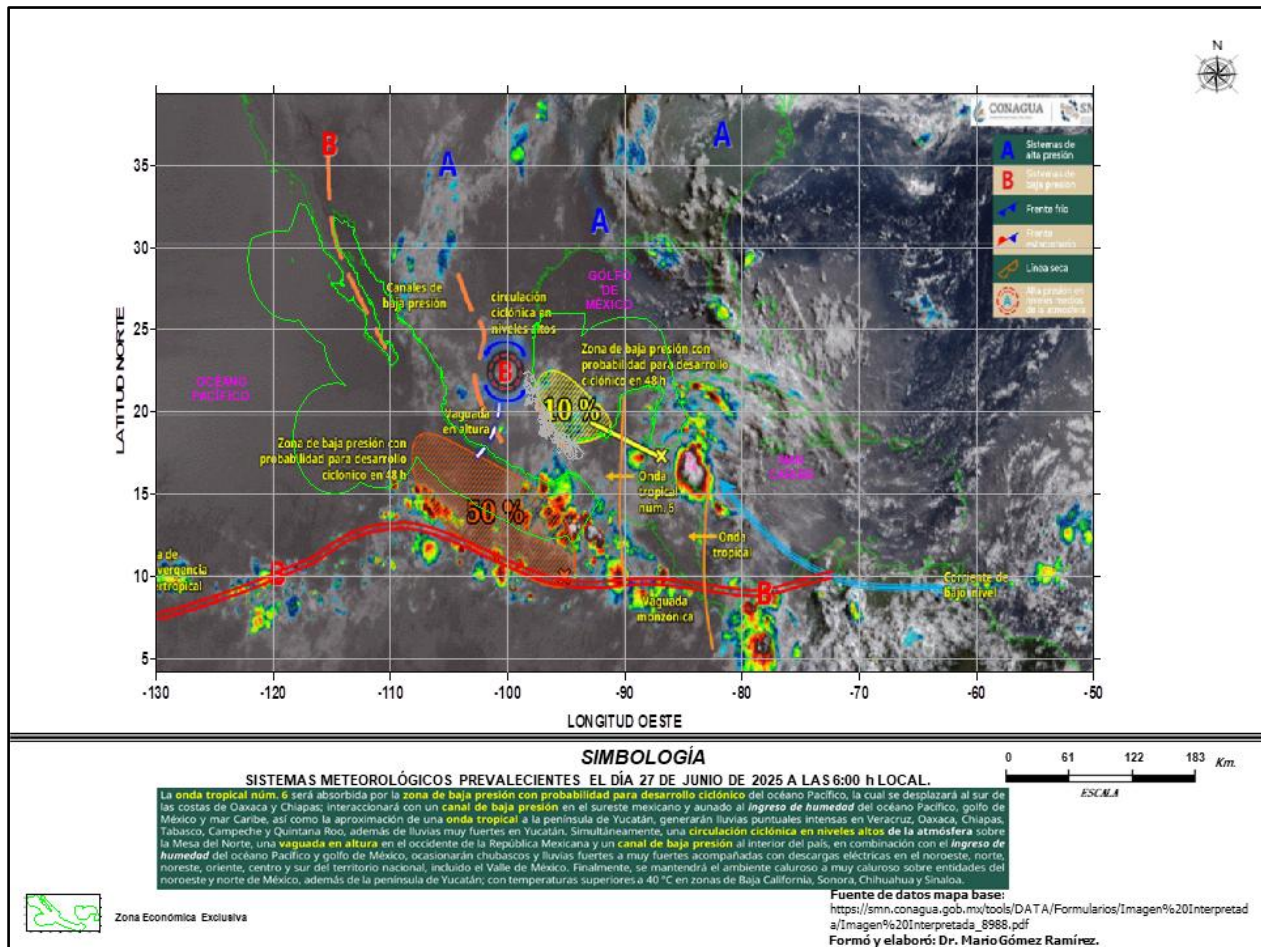 N
CONAGUA
A
Sistemas de
alta presión
B
Sistemas de
baja presión
Frente frío
Frente
estacionario
Línea seca
A
Alta presión en
niveles medios
de la atmosfera
B
A
A
A
GOLFO
DE
MÉXICO
Canales de
baja presión
circulación
ciclónica en
niveles altos
Zona de baja presión con
probabilidad para desarrollo
ciclónico en 48 h
OCÉANO
PACÍFICO
B
10 %
Vaguada
en altura
Zona de baja presión con
probabilidad para desarrollo
ciclónico en 48 h
MAR
CARIBE
Onda
tropical
núm. 6
50 %
Onda
tropical
a de
vergencia
ertropical
B
B
Vaguada
monzónica
Corriente de
Bajo nivel
LATITUD NORTE
35
30
25
20
15
10
5
-130
-120
-110
-100
-90
-80
-70
-60
-50
LONGITUD OESTE
SIMBOLOGÍA
SISTEMAS METEOROLÓGICOS PREVALECIENTES EL DÍA 27 DE JUNIO DE 2025 A LAS 6:00 h LOCAL.
0 61 122 183 Km.
ESCALA
La onda tropical núm. 6 será absorbida por la zona de baja presión con probabilidad para desarrollo ciclónico del océano Pacífico, la cual se desplazará al sur de
las costas de Oaxaca y Chiapas; interaccionará con un canal de baja presión en el sureste mexicano y aunado al ingreso de humedad del océano Pacífico, golfo de
México y mar Caribe, así como la aproximación de una onda tropical a la península de Yucatán, generarán lluvias puntuales intensas en Veracruz, Oaxaca, Chiapas,
Tabasco, Campeche y Quintana Roo, además de lluvias muy fuertes en Yucatán. Simultáneamente, una circulación ciclónica en niveles altos de la atmósfera sobre
la Mesa del Norte, una vaguada en altura en el occidente de la República Mexicana y un canal de baja presión al interior del país, en combinación con el ingreso de
humedad del océano Pacífico y golfo de México, ocasionarán chubascos y lluvias fuertes a muy fuertes acompañadas con descargas eléctricas en el noroeste, norte,
noreste, oriente, centro y sur del territorio nacional, incluido el Valle de México. Finalmente, se mantendrá el ambiente caluroso a muy caluroso sobre entidades del
noroeste y norte de México, además de la península de Yucatán; con temperaturas superiores a 40 °C en zonas de Baja California, Sonora, Chihuahua y Sinaloa.
Zona Económica Exclusiva
Fuente de datos mapa base:
https://smn.conagua.gob.mx/tools/DATA/Formularios/Imagen%20Interpretad
a/Imagen%20Interpretada_8988.pdf
Formó y elaboró: Dr. Mario Gómez Ramírez.